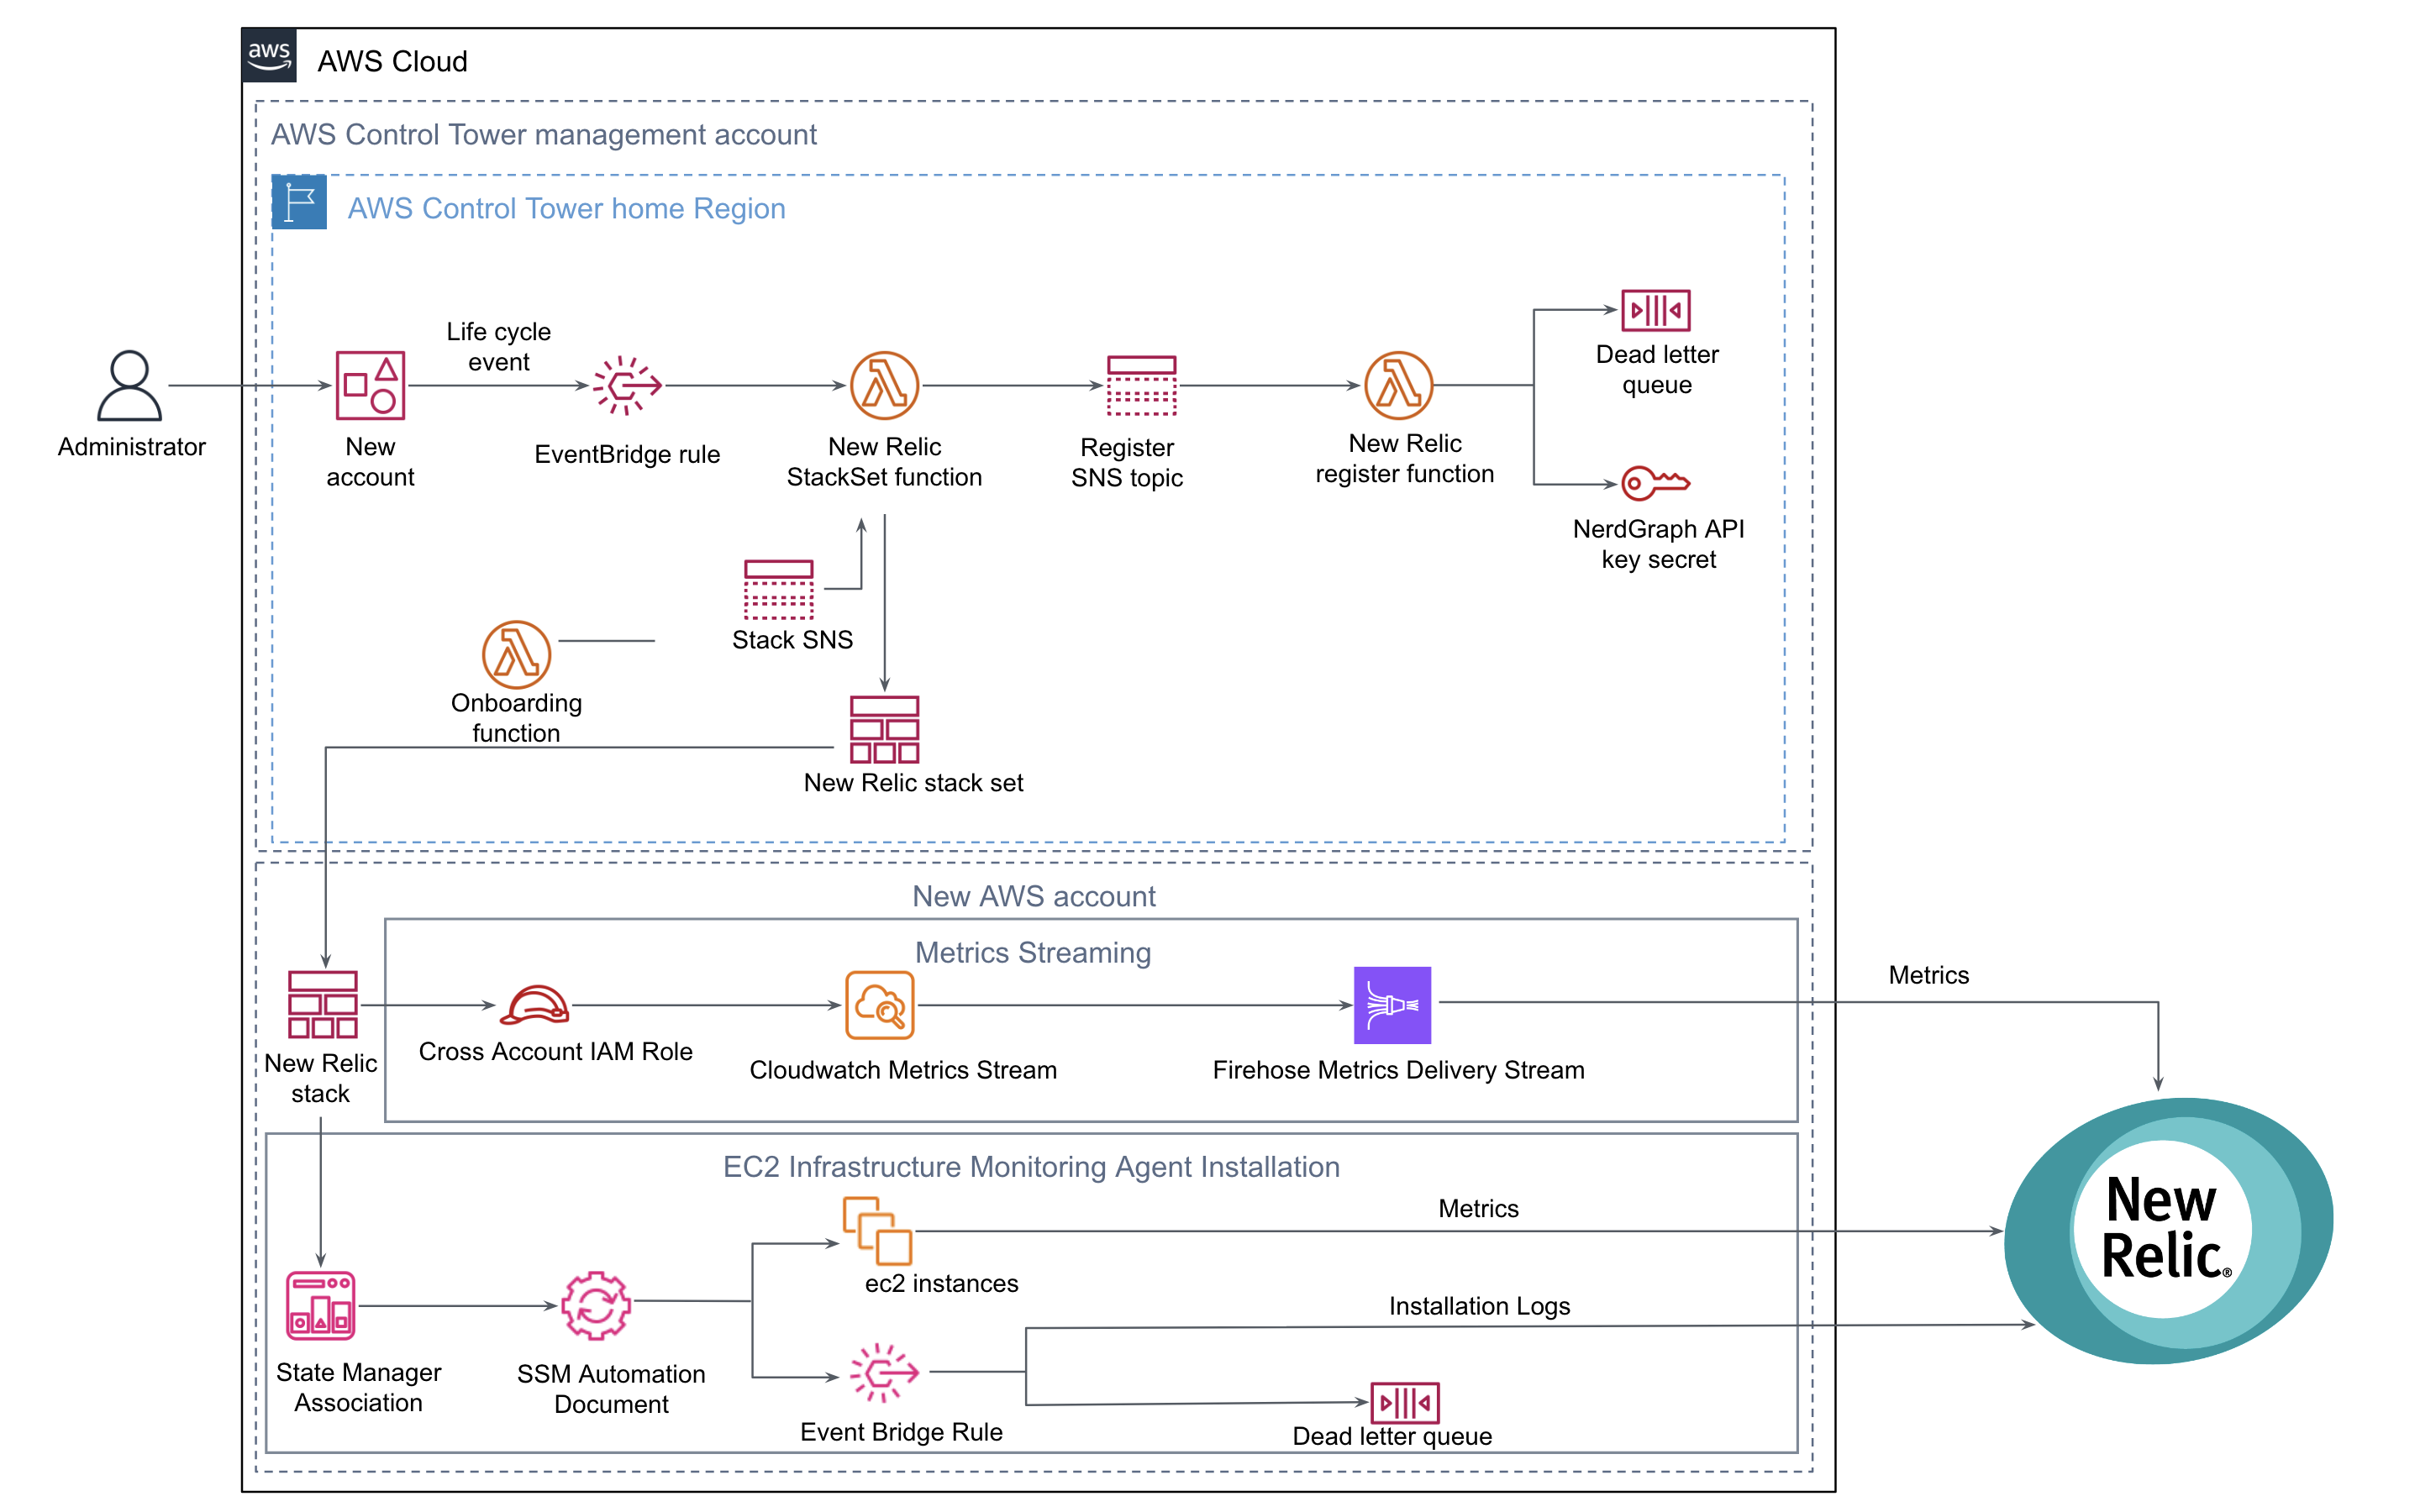 aws
AWS Cloud
AWS Control Tower management account
AWS Control Tower home Region
Life cycle
event
Administrator
New
account
EventBridge rule
New Relic
StackSet function
Register
SNS topic
New Relic
register function
Dead letter
queue
NerdGraph API
key secret
Stack SNS
Onboarding
function
New Relic stack set
New AWS account
Metrics Streaming
Metrics
New Relic
stack
Cross Account IAM Role
Cloudwatch Metrics Stream
Firehose Metrics Delivery Stream
EC2 Infrastructure Monitoring Agent Installation
Metrics
ec2 instances
Installation Logs
State Manager
Association
SSM Automation
Document
Event Bridge Rule
Dead letter queue
New
Relic®